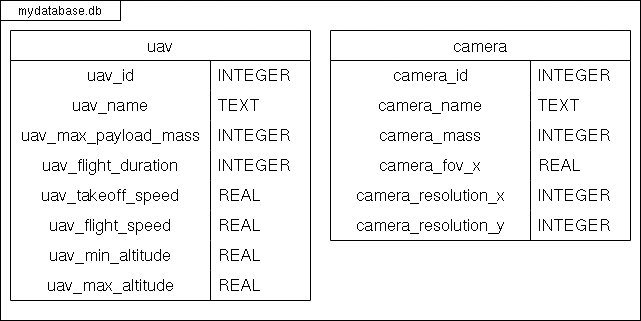 mydatabase.db
uav
uav_id INTEGER
uav_name TEXT
uav_max_payload_mass INTEGER
uav_flight_duration INTEGER
uav_takeoff_speed REAL
uav_flight_speed REAL
uav_min_altitude REAL
uav_max_altitude REAL
camera
camera_id INTEGER
camera_name TEXT
camera_mass INTEGER
camera_fov_x REAL
camera_resolution_x INTEGER
camera_resolution_y INTEGER